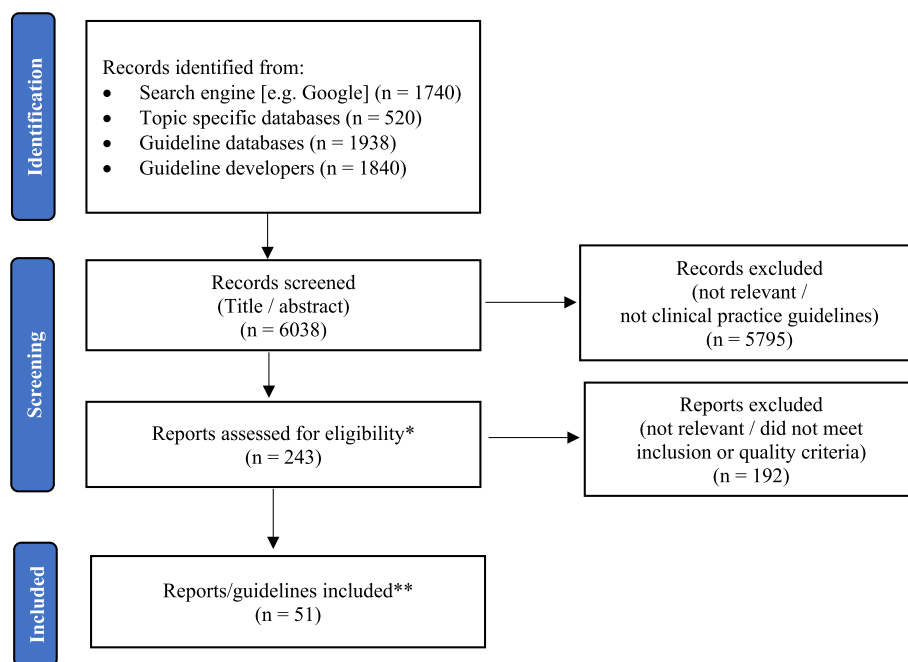 Identification
Records identified from:
• Search engine [e.g. Google] (n = 1740)
• Topic specific databases (n = 520)
• Guideline databases (n = 1938)
• Guideline developers (n = 1840)
Screening
Records screened
(Title / abstract)
(n = 6038)
Records excluded
(not relevant /
not clinical practice guidelines)
(n = 5795)
Reports assessed for eligibility*
(n = 243)
Reports excluded
(not relevant / did not meet
inclusion or quality criteria)
(n = 192)
Included
Reports/guidelines included**
(n = 51)